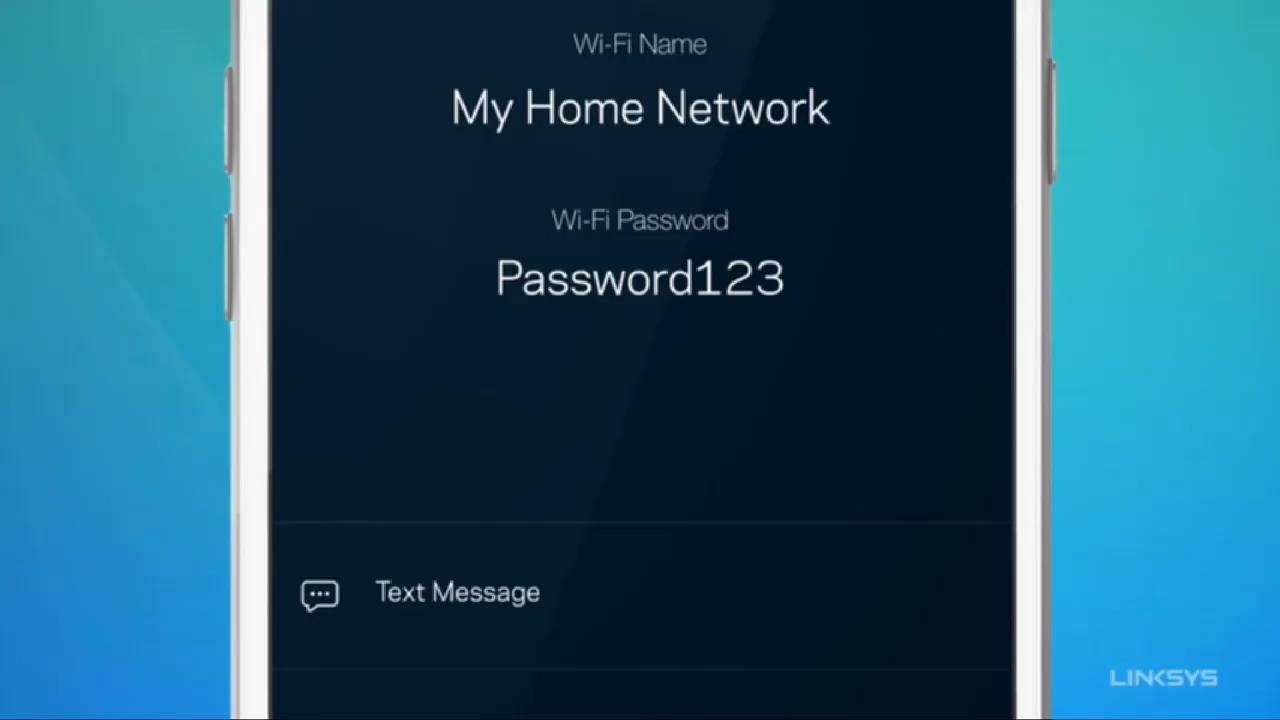 Wi-Fi Name
My Home Network
Wi-Fi Password
Password123
Text Message
LINKSYS